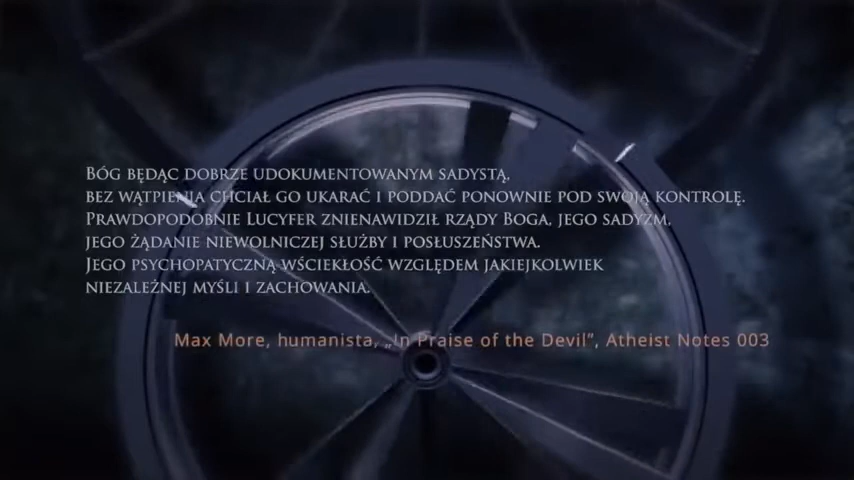 Bóg będąc dobrze udokumentowanym sadystą,
bez wątpienia chciał go ukarać i poddać ponownie pod swoją kontrolę.
Prawdopodobnie Lucyfer znienawidził rządy Boga, jego sadyzm,
jego żądanie niewolniczej służby i posłuszeństwa.
Jego psychopatyczną wściekłość względem jakiejkolwiek
niezależnej myśli i zachowania.
Max More, humanista, „In Praise of the Devil”, Atheist Notes 003